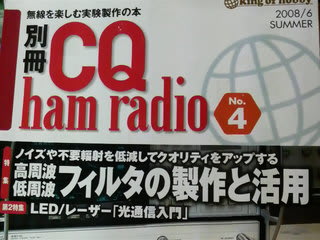 無線を楽しむ実験製作の本
King of hobby
2008/6
SUMMER
別冊
CQ
ham radio
No.
4
特集
ノイズや不要輻射を低減してクオリティをアップする
高周波
低周波
フィルタの製作と活用
第2特集
LED/レーザー「光通信入門」